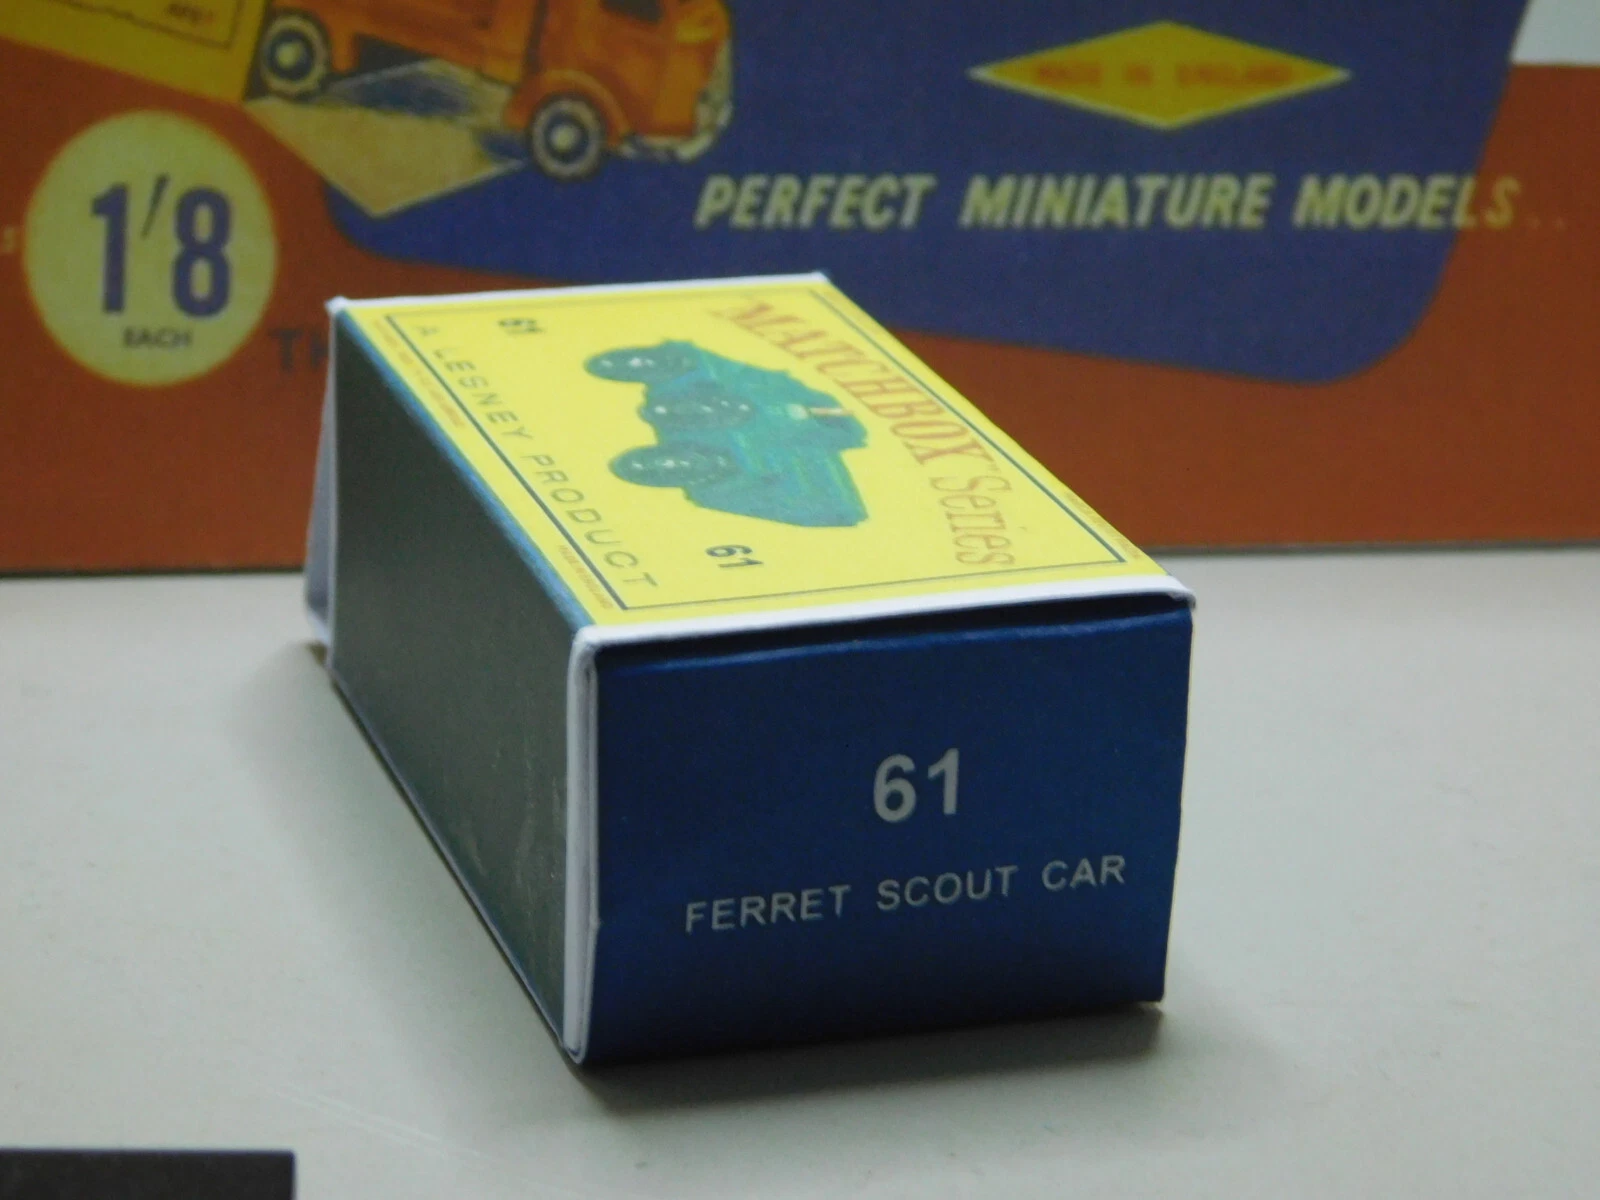 MADE IN ENGLAND
PERFECT MINIATURE MODELS..
1/8
EACH
MATCHBOX Series
61
61
A LESNEY PRODUCT
61
FERRET SCOUT CAR